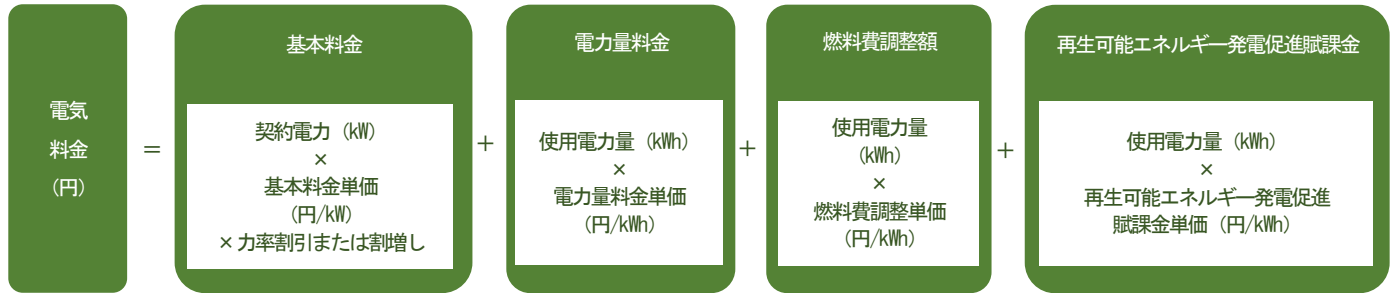 電気
料金
（円）
＝
基本料金
契約電力（kW）
×
基本料金単価
（円/kW）
×力率割引または割増し
＋
電力量料金
使用電力量（kWh）
×
電力量料金単価
（円/kWh）
＋
燃料費調整額
使用電力量
（kWh）
×
燃料費調整単価
（円/kWh）
＋
再生可能エネルギー発電促進賦課金
使用電力量（kWh）
×
再生可能エネルギー発電促進
賦課金単価（円/kWh）